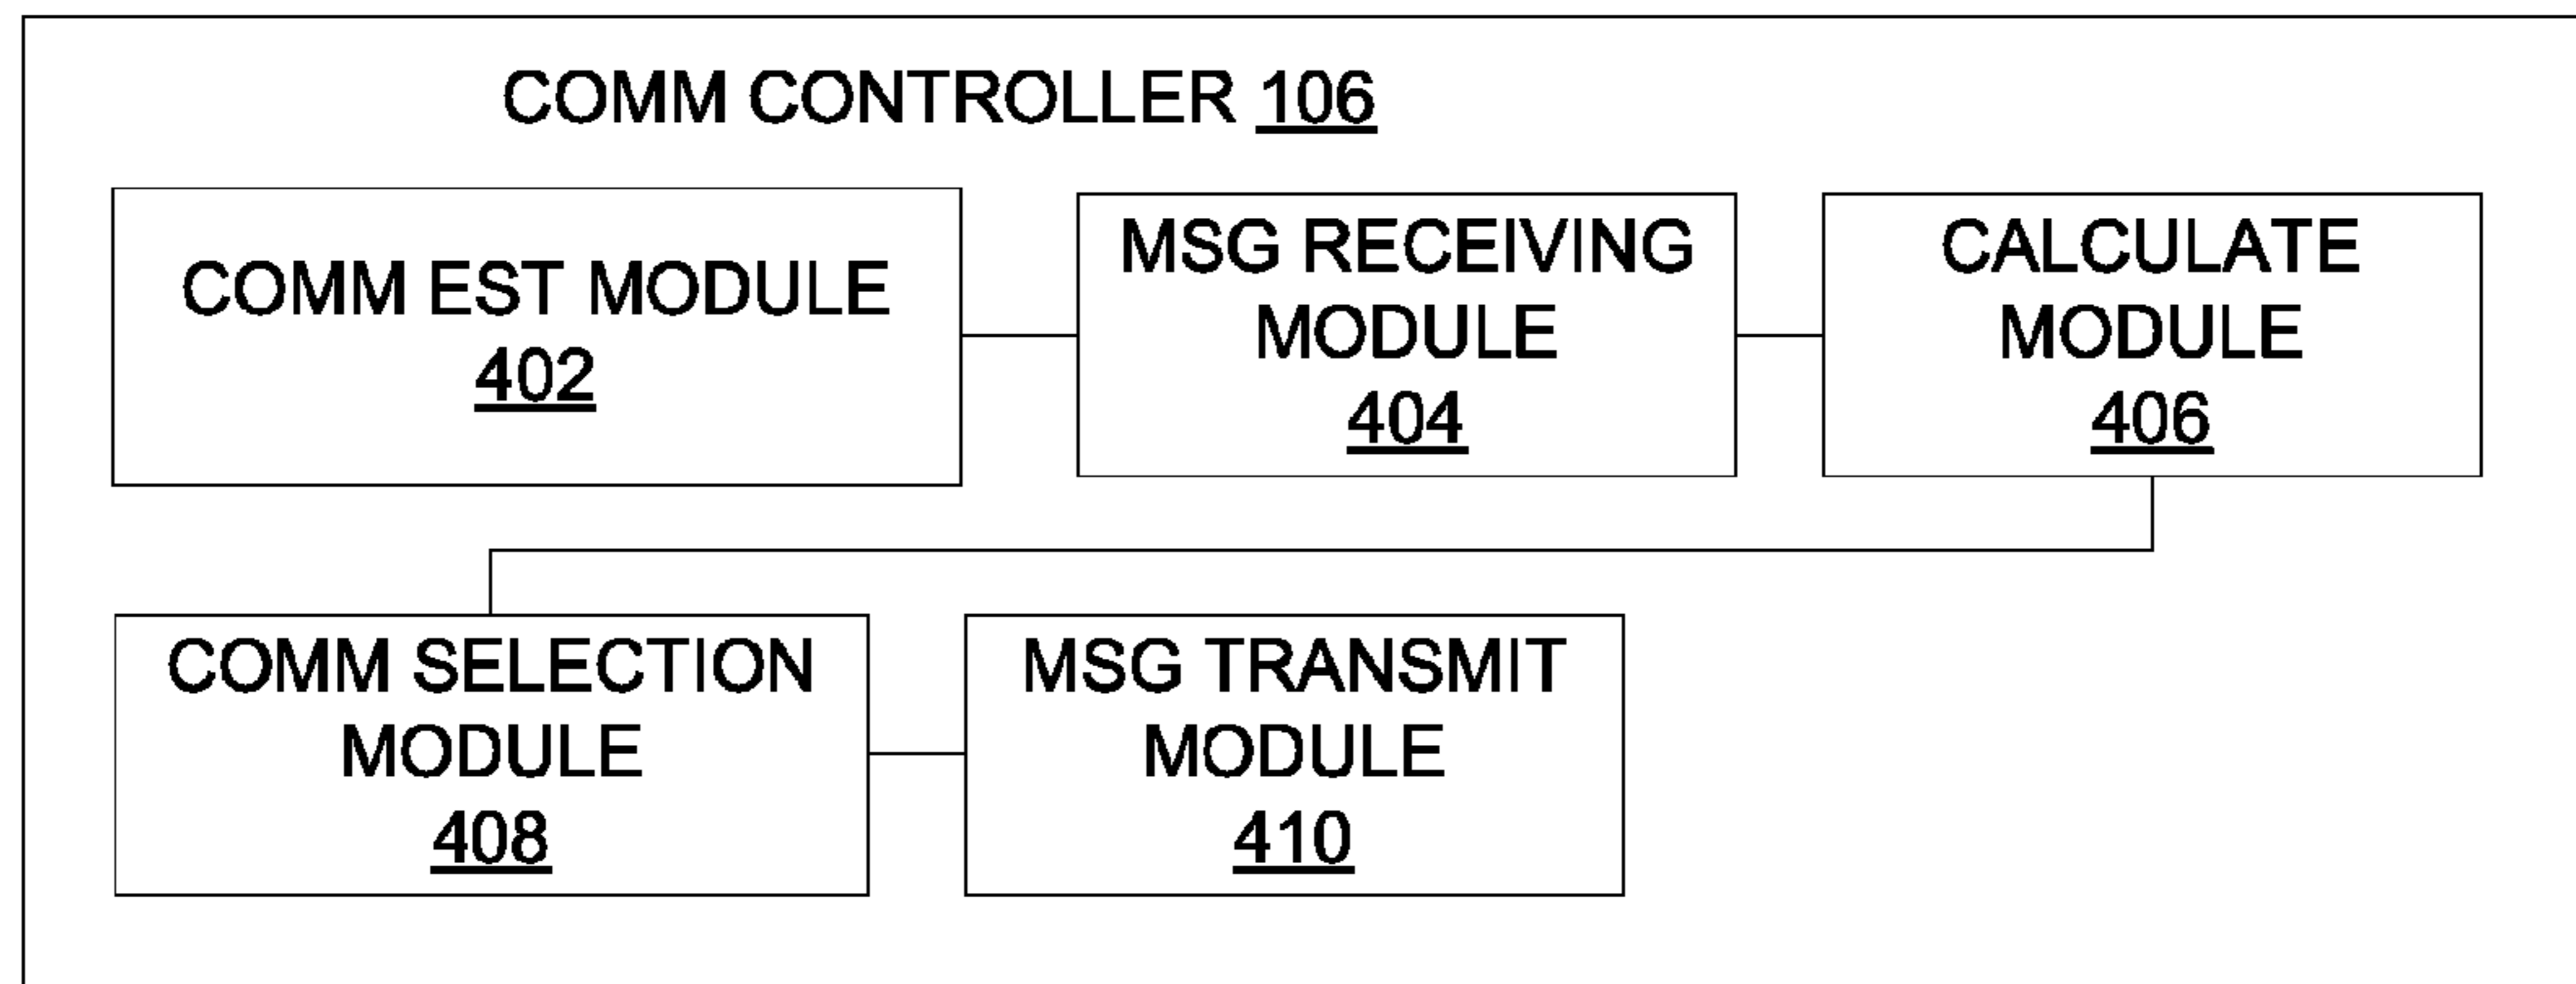 COMM CONTROLLER 106
COMM EST MODULE
402
MSG RECEIVING
MODULE
404
CALCULATE
MODULE
406
COMM SELECTION
MODULE
408
MSG TRANSMIT
MODULE
410